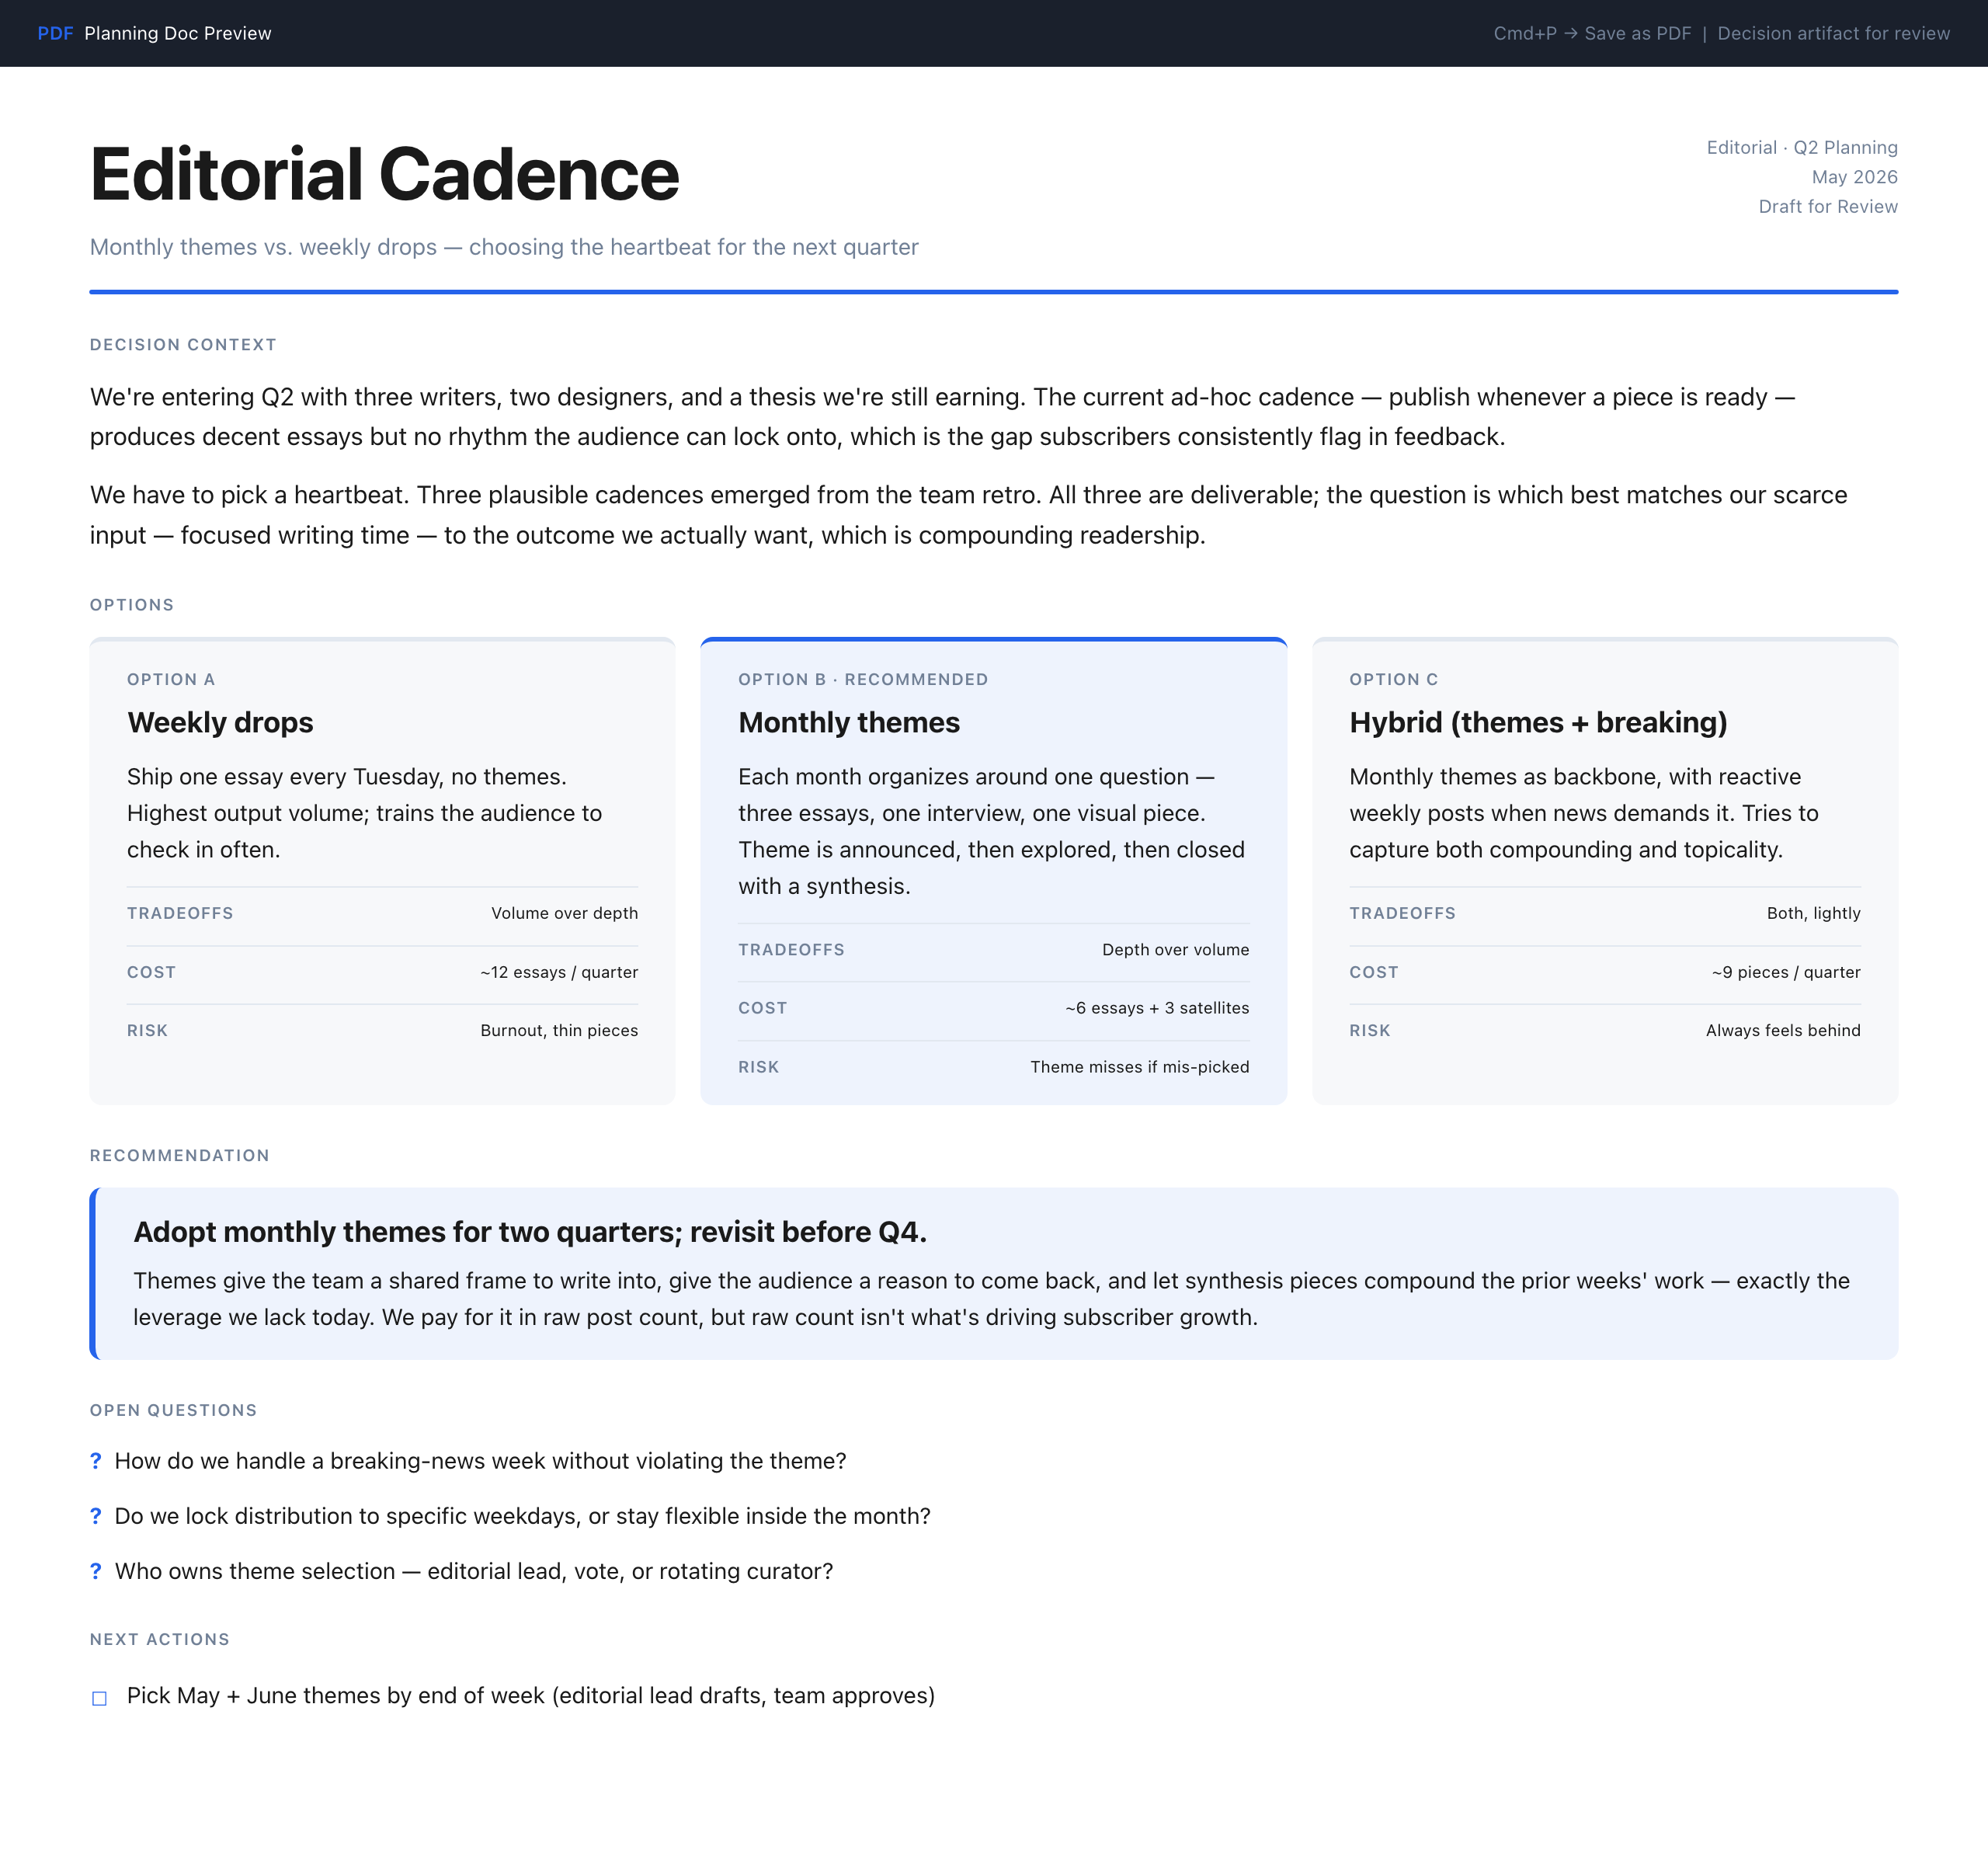 PDF Planning Doc Preview
Cmd+P → Save as PDF | Decision artifact for review
Editorial Cadence
Editorial · Q2 Planning
May 2026
Draft for Review
Monthly themes vs. weekly drops — choosing the heartbeat for the next quarter
DECISION CONTEXT
We're entering Q2 with three writers, two designers, and a thesis we're still earning. The current ad-hoc cadence — publish whenever a piece is ready —
produces decent essays but no rhythm the audience can lock onto, which is the gap subscribers consistently flag in feedback.
We have to pick a heartbeat. Three plausible cadences emerged from the team retro. All three are deliverable; the question is which best matches our scarce
input — focused writing time — to the outcome we actually want, which is compounding readership.
OPTIONS
OPTION A
Weekly drops
Ship one essay every Tuesday, no themes.
Highest output volume; trains the audience to
check in often.
TRADEOFFS Volume over depth
COST ~12 essays / quarter
RISK Burnout, thin pieces
OPTION B · RECOMMENDED
Monthly themes
Each month organizes around one question —
three essays, one interview, one visual piece.
Theme is announced, then explored, then closed
with a synthesis.
TRADEOFFS Depth over volume
COST ~6 essays + 3 satellites
RISK Theme misses if mis-picked
OPTION C
Hybrid (themes + breaking)
Monthly themes as backbone, with reactive
weekly posts when news demands it. Tries to
capture both compounding and topicality.
TRADEOFFS Both, lightly
COST ~9 pieces / quarter
RISK Always feels behind
RECOMMENDATION
Adopt monthly themes for two quarters; revisit before Q4.
Themes give the team a shared frame to write into, give the audience a reason to come back, and let synthesis pieces compound the prior weeks' work — exactly the
leverage we lack today. We pay for it in raw post count, but raw count isn't what's driving subscriber growth.
OPEN QUESTIONS
? How do we handle a breaking-news week without violating the theme?
? Do we lock distribution to specific weekdays, or stay flexible inside the month?
? Who owns theme selection — editorial lead, vote, or rotating curator?
NEXT ACTIONS
☐ Pick May + June themes by end of week (editorial lead drafts, team approves)